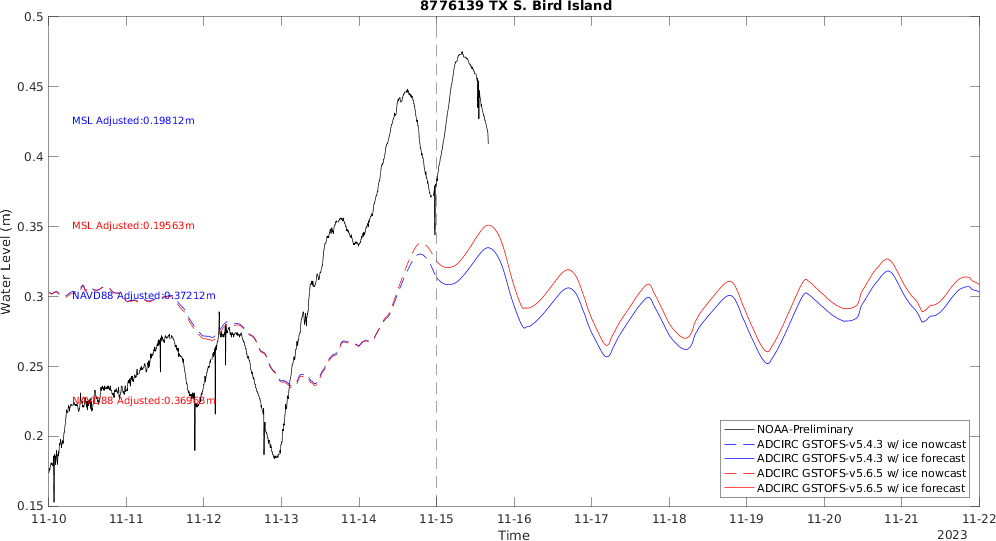 8776139 TX S. Bird Island
0.5
0.45
MSL Adjusted:0.19812m
0.4
0.35
MSL Adjusted:0.19563m
Water Level (m)
0.3
NAVD88 Adjusted:0.37212m
0.25
NAVD88 Adjusted:0.36963m
0.2
0.15
NOAA-Preliminary
ADCIRC GSTOFS-v5.4.3 w/ ice nowcast
ADCIRC GSTOFS-v5.4.3 w/ ice forecast
ADCIRC GSTOFS-v5.6.5 w/ ice nowcast
ADCIRC GSTOFS-v5.6.5 w/ ice forecast
11-10 11-11 11-12 11-13 11-14 11-15 11-16 11-17 11-18 11-19 11-20 11-21 11-22
Time
2023